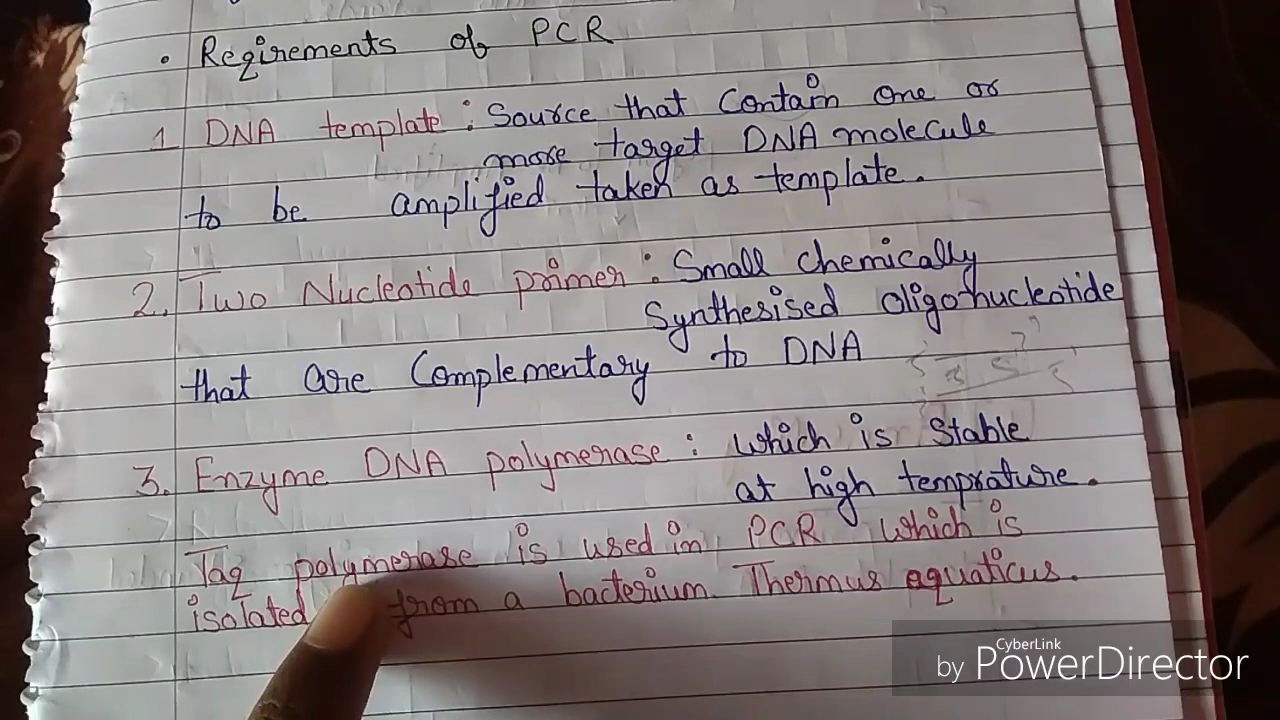 • Reqirements of PCR
1 DNA template : Source that Contain one or
more target DNA molecule
to be amplified taken as template.
2. Two Nucleotide primer : Small chemically
Synthesised oligonucleotide
that are Complementary to DNA
3. Enzyme DNA polymerase : which is Stable
at high temprature.
Taq polymerase is used in PCR which is
isolated from a bacterium Thermus aquaticus.
CyberLink
by PowerDirector